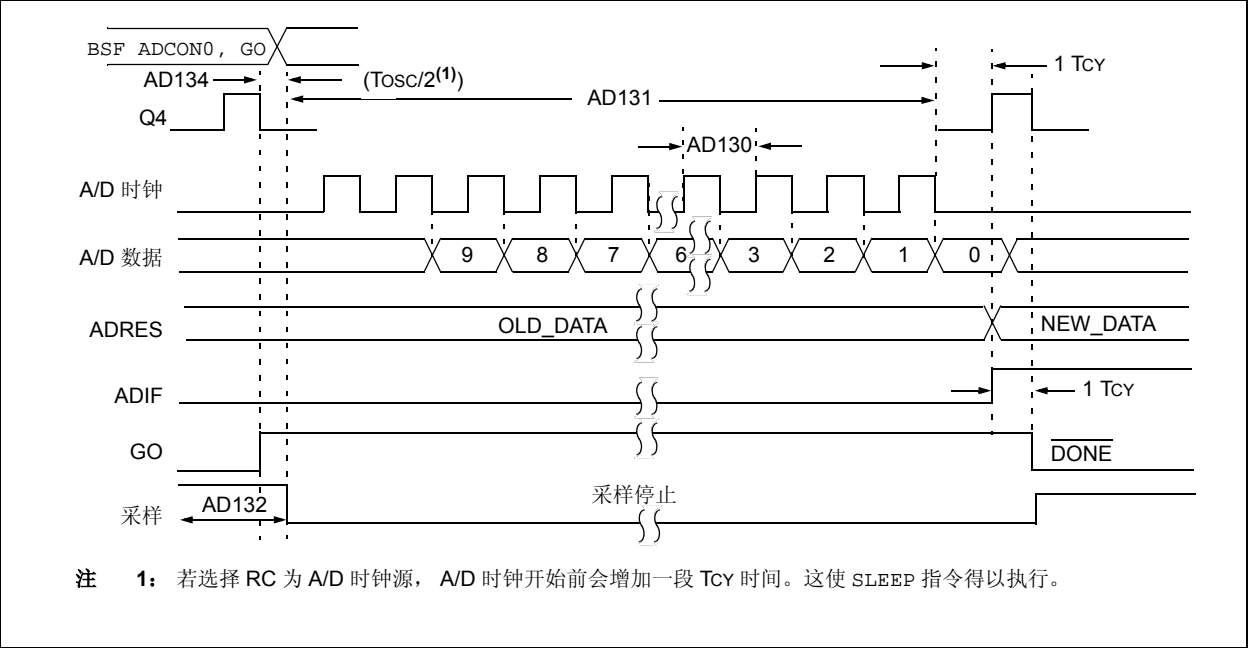 BSF ADCON0, GO
AD134 (TOSC/2(1)) 1 TCY
AD131
Q4
AD130
A/D 时钟
A/D 数据 9 8 7 6 3 2 1 0
ADRES OLD_DATA NEW_DATA
ADIF 1 TCY
GO DONE
采样 AD132 采样停止
注 1: 若选择 RC 为 A/D 时钟源， A/D 时钟开始前会增加一段 TCY 时间。这使 SLEEP 指令得以执行。